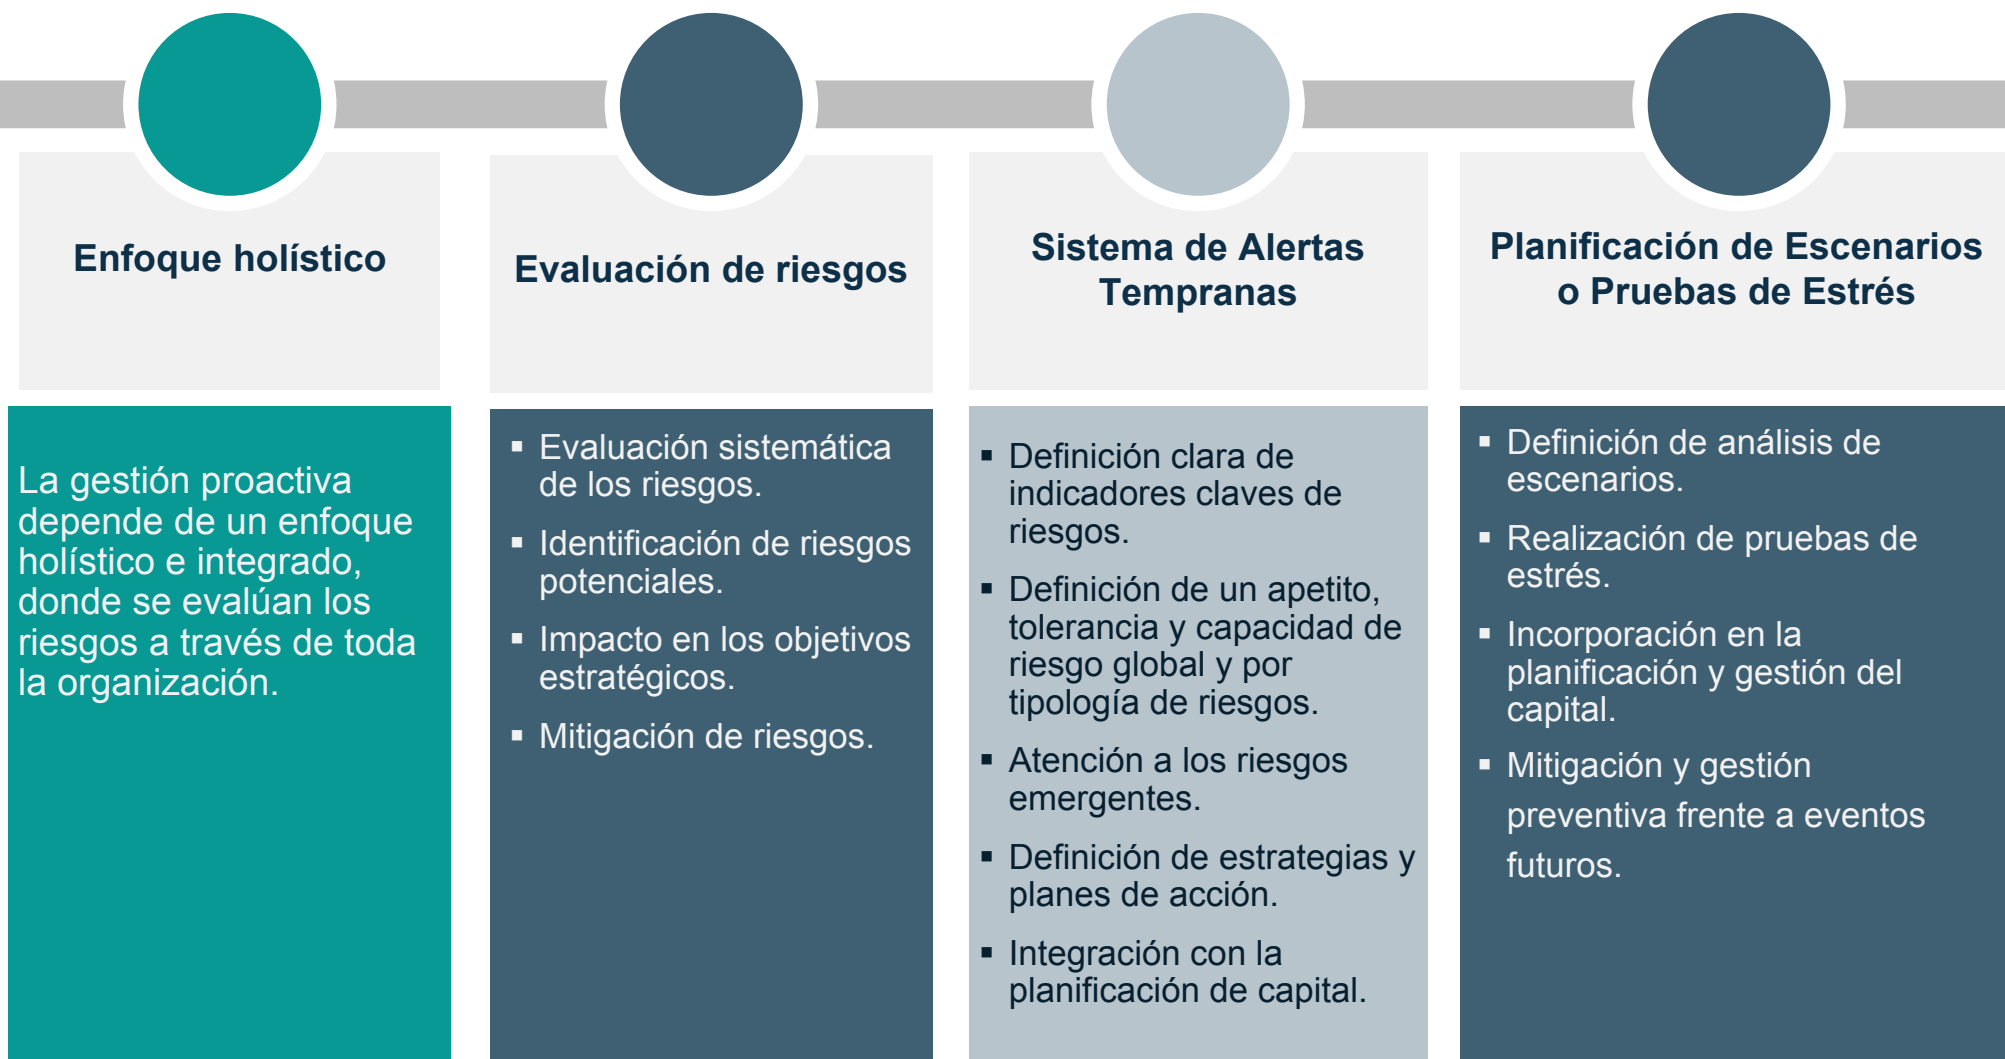 Enfoque holístico
La gestión proactiva
depende de un enfoque
holístico e integrado,
donde se evalúan los
riesgos a través de toda
la organización.
Evaluación de riesgos
▪ Evaluación sistemática
de los riesgos.
▪ Identificación de riesgos
potenciales.
▪ Impacto en los objetivos
estratégicos.
▪ Mitigación de riesgos.
Sistema de Alertas
Tempranas
▪ Definición clara de
indicadores claves de
riesgos.
▪ Definición de un apetito,
tolerancia y capacidad de
riesgo global y por
tipología de riesgos.
▪ Atención a los riesgos
emergentes.
▪ Definición de estrategias y
planes de acción.
▪ Integración con la
planificación de capital.
Planificación de Escenarios
o Pruebas de Estrés
▪ Definición de análisis de
escenarios.
▪ Realización de pruebas de
estrés.
▪ Incorporación en la
planificación y gestión del
capital.
▪ Mitigación y gestión
preventiva frente a eventos
futuros.